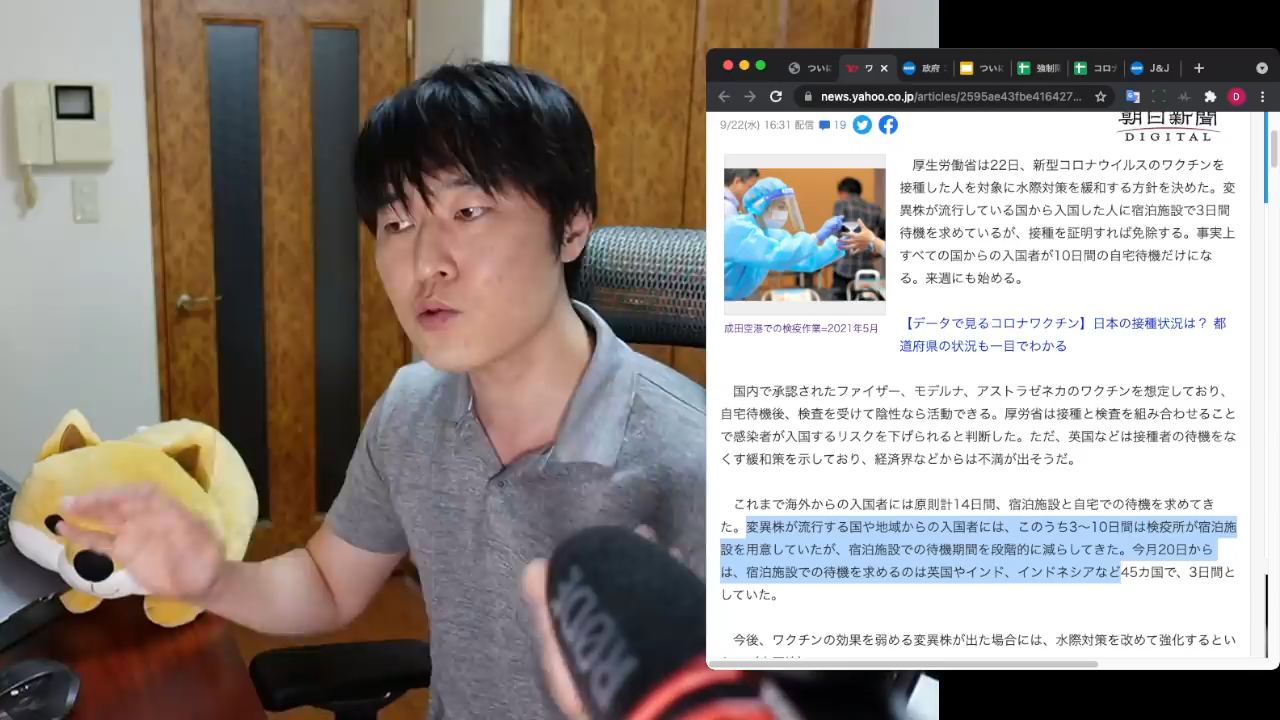 ついに
ワ
政府
ついに
強制
コロナ
J&J
news.yahoo.co.jp/articles/2595ae43fbe416427...
D
9/22(水) 16:31 配信 19
朝日新聞
DIGITAL
厚生労働省は22日、新型コロナウイルスのワクチンを
接種した人を対象に水際対策を緩和する方針を決めた。変
異株が流行している国から入国した人に宿泊施設で3日間
待機を求めているが、接種を証明すれば免除する。事実上
すべての国からの入国者が10日間の自宅待機だけにな
る。来週にも始める。
成田空港での検疫作業=2021年5月
【データで見るコロナワクチン】日本の接種状況は？ 都
道府県の状況も一目でわかる
国内で承認されたファイザー、モデルナ、アストラゼネカのワクチンを想定しており、
自宅待機後、検査を受けて陰性なら活動できる。厚労省は接種と検査を組み合わせること
で感染者が入国するリスクを下げられると判断した。ただ、英国などは接種者の待機をな
くす緩和策を示しており、経済界などからは不満が出そうだ。
これまで海外からの入国者には原則計14日間、宿泊施設と自宅での待機を求めてき
た。変異株が流行する国や地域からの入国者には、このうち3〜10日間は検疫所が宿泊施
設を用意していたが、宿泊施設での待機期間を段階的に減らしてきた。今月20日から
は、宿泊施設での待機を求めるのは英国やインド、インドネシアなど45カ国で、3日間と
していた。
今後、ワクチンの効果を弱める変異株が出た場合には、水際対策を改めて強化するとい
RØDE